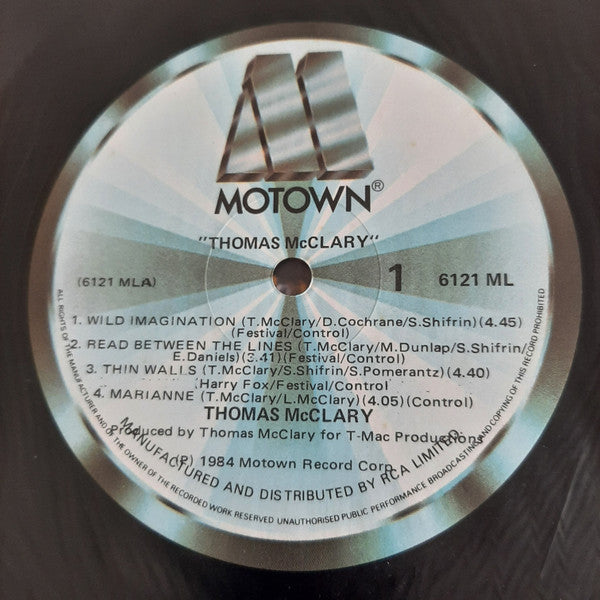 MOTOWN®
"THOMAS McCLARY"
(6121 MLA)
1
6121 ML
1. WILD IMAGINATION (T.McClary/D.Cochrane/S.Shifrin)(4.45)
(Festival/Control)
2. READ BETWEEN THE LINES (T.McClary/M.Dunlap/S.Shifrin/
E.Daniels)(3.41)(Festival/Control)
3. THIN WALLS (T.McClary/S.Shifrin/S.Pomerantz)(4.40)
(Harry Fox/Festival/Control
4. MARIANNE (T.McClary/L.McClary)(4.05)(Control)
THOMAS McCLARY
Produced by Thomas McClary for T-Mac Productions
(P) 1984 Motown Record Corp.
MANUFACTURED AND DISTRIBUTED BY RCA LIMITED
ALL RIGHTS OF THE MANUFACTURER AND OF THE OWNER OF THE RECORDED WORK RESERVED UNAUTHORISED PUBLIC PERFORMANCE BROADCASTING AND COPYING OF THIS RECORD PROHIBITED